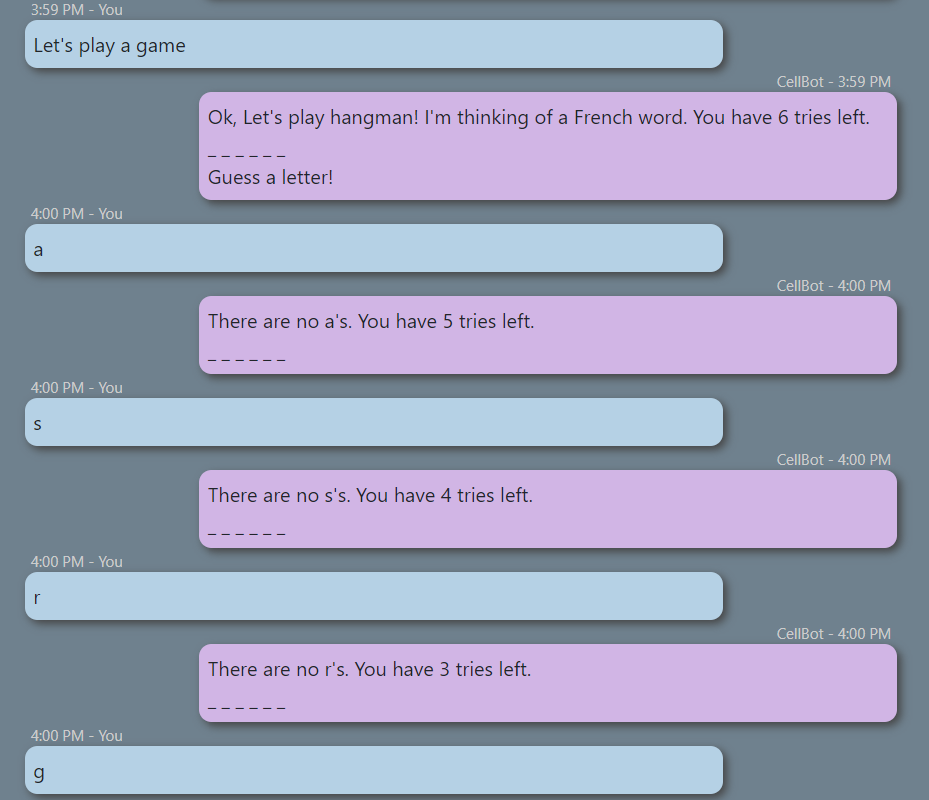 3:59 PM - You
Let's play a game
CellBot - 3:59 PM
Ok, Let's play hangman! I'm thinking of a French word. You have 6 tries left.
_ _ _ _ _ _
Guess a letter!
4:00 PM - You
a
CellBot - 4:00 PM
There are no a's. You have 5 tries left.
_ _ _ _ _ _
4:00 PM - You
s
CellBot - 4:00 PM
There are no s's. You have 4 tries left.
_ _ _ _ _ _
4:00 PM - You
r
CellBot - 4:00 PM
There are no r's. You have 3 tries left.
_ _ _ _ _ _
4:00 PM - You
g